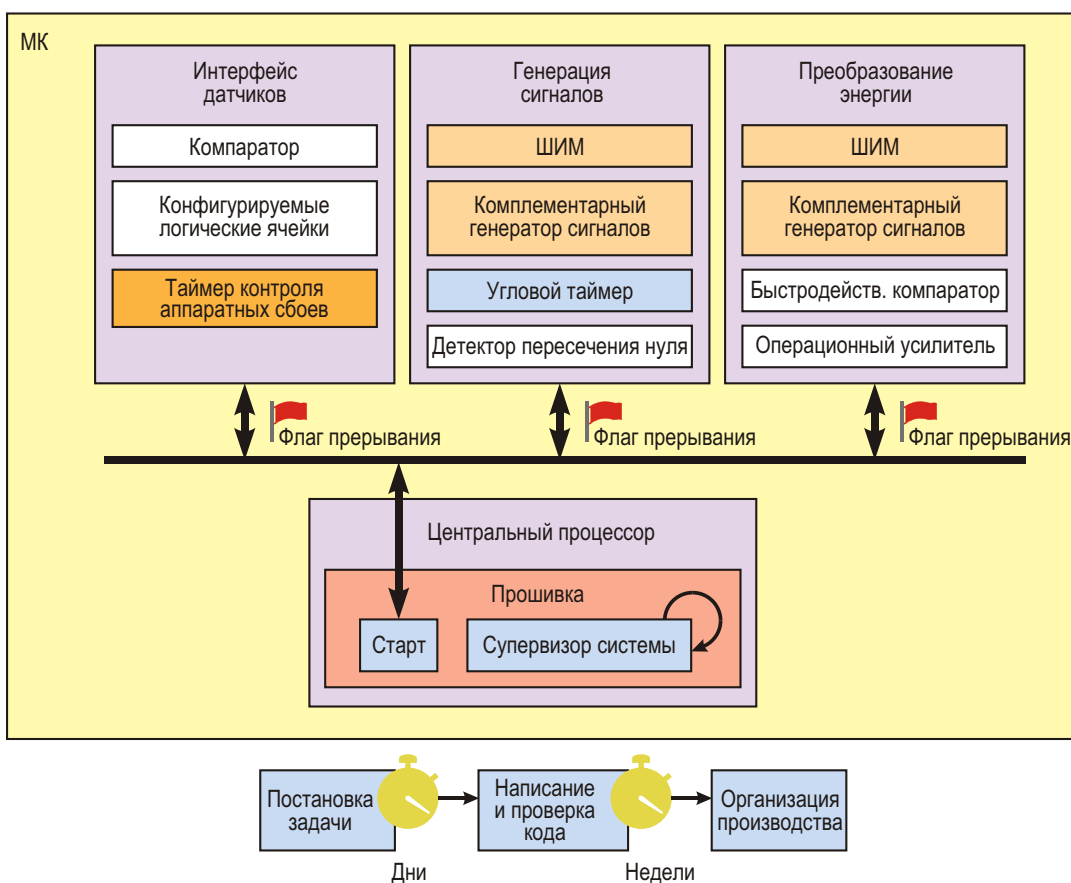 МК
Интерфейс
датчиков
Компаратор
Конфигурируемые
логические ячейки
Таймер контроля
аппаратных сбоев
Генерация
сигналов
ШИМ
Комплементарный
генератор сигналов
Угловой таймер
Детектор пересечения нуля
Преобразование
энергии
ШИМ
Комплементарный
генератор сигналов
Быстродейств. компаратор
Операционный усилитель
Флаг прерывания
Флаг прерывания
Флаг прерывания
Центральный процессор
Прошивка
Старт
Супервизор системы
Постановка
задачи
Дни
Написание
и проверка
кода
Недели
Организация
производства